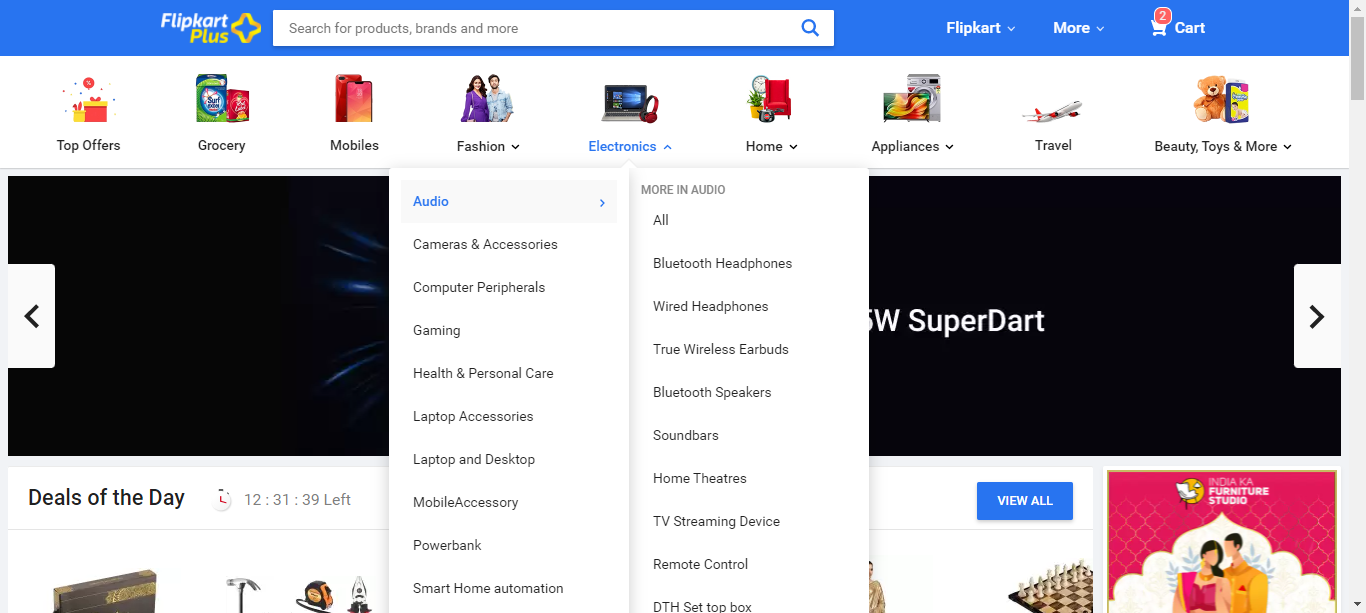 Flipkart
Plus
Search for products, brands and more
Flipkart
More
2
Cart
Top Offers
Grocery
Mobiles
Fashion
Electronics
Home
Appliances
Travel
Beauty, Toys & More
Audio
Cameras & Accessories
Computer Peripherals
Gaming
Health & Personal Care
Laptop Accessories
Laptop and Desktop
MobileAccessory
Powerbank
Smart Home automation
MORE IN AUDIO
All
Bluetooth Headphones
Wired Headphones
True Wireless Earbuds
Bluetooth Speakers
Soundbars
Home Theatres
TV Streaming Device
Remote Control
DTH Set top box
5W SuperDart
Deals of the Day
12 : 31 : 39 Left
VIEW ALL
INDIA KA
FURNITURE
STUDIO